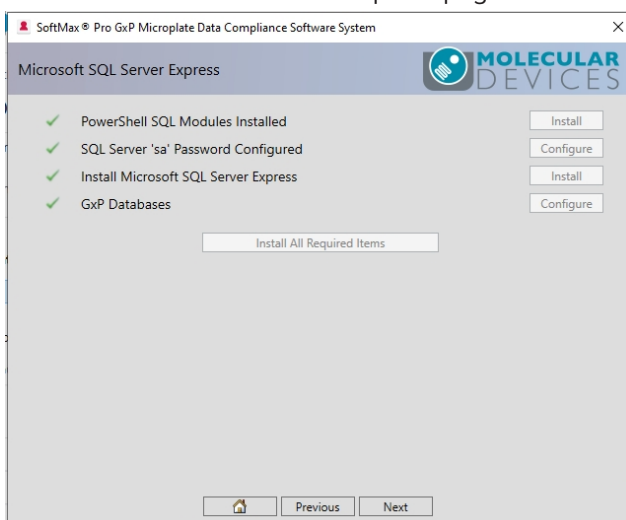 SoftMax ® Pro GxP Microplate Data Compliance Software System
Microsoft SQL Server Express
MOLECULAR
DEVICES
PowerShell SQL Modules Installed
Install
SQL Server 'sa' Password Configured
Configure
Install Microsoft SQL Server Express
Install
GxP Databases
Configure
Install All Required Items
Previous
Next